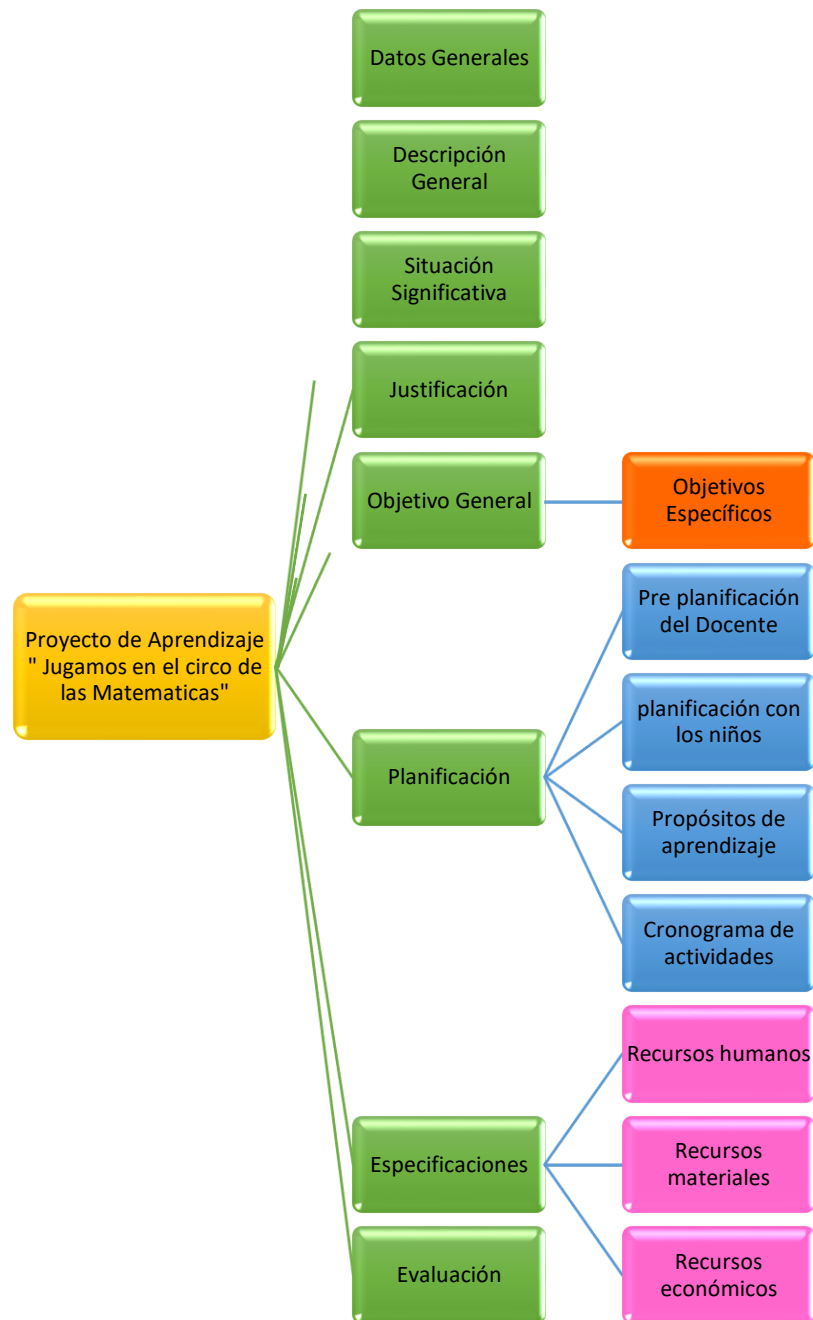 Datos Generales
Descripción
General
Situación
Significativa
Justificación
Objetivo General
Objetivos
Específicos
Proyecto de Aprendizaje
" Jugamos en el circo de
las Matematicas"
Planificación
Pre planificación
del Docente
planificación con
los niños
Propósitos de
aprendizaje
Cronograma de
actividades
Especificaciones
Recursos humanos
Recursos
materiales
Recursos
económicos
Evaluación